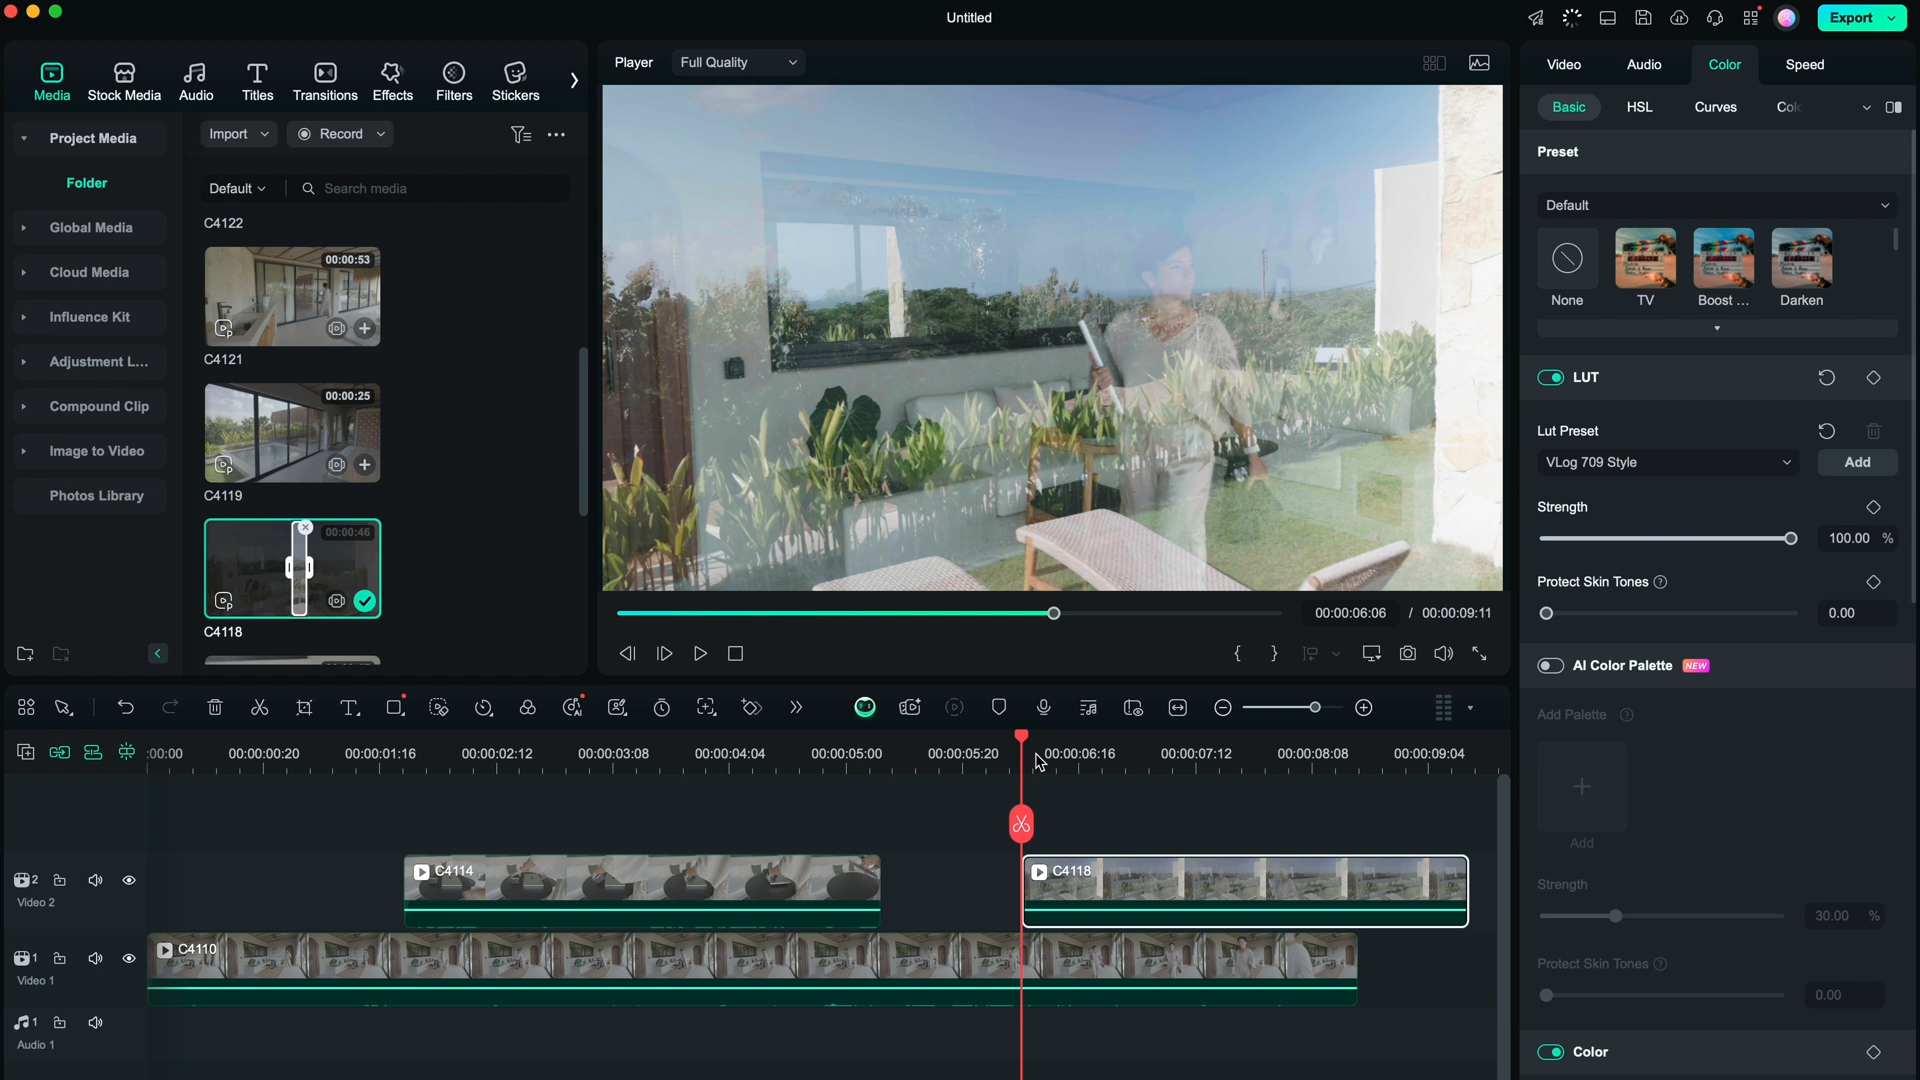 Untitled
Export
Media
Stock Media
Audio
Titles
Transitions
Effects
Filters
Stickers
Project Media
Folder
Global Media
Cloud Media
Influence Kit
Adjustment L...
Compound Clip
Image to Video
Photos Library
Import
Record
Default
Search media
C4122
00:00:53
C4121
00:00:25
C4119
00:00:46
C4118
Player
Full Quality
00:00:06:06 / 00:00:09:11
Video
Audio
Color
Speed
Basic
HSL
Curves
Preset
Default
None
TV
Boost ...
Darken
LUT
Lut Preset
VLog 709 Style
Add
Strength
100.00 %
Protect Skin Tones
0.00
AI Color Palette NEW
Add Palette
Add
Strength
30.00 %
Protect Skin Tones
0.00
Color
:00:00
00:00:00:20
00:00:01:16
00:00:02:12
00:00:03:08
00:00:04:04
00:00:05:00
00:00:05:20
00:00:06:16
00:00:07:12
00:00:08:08
00:00:09:04
2
Video 2
C4114
C4118
1
Video 1
C4110
1
Audio 1